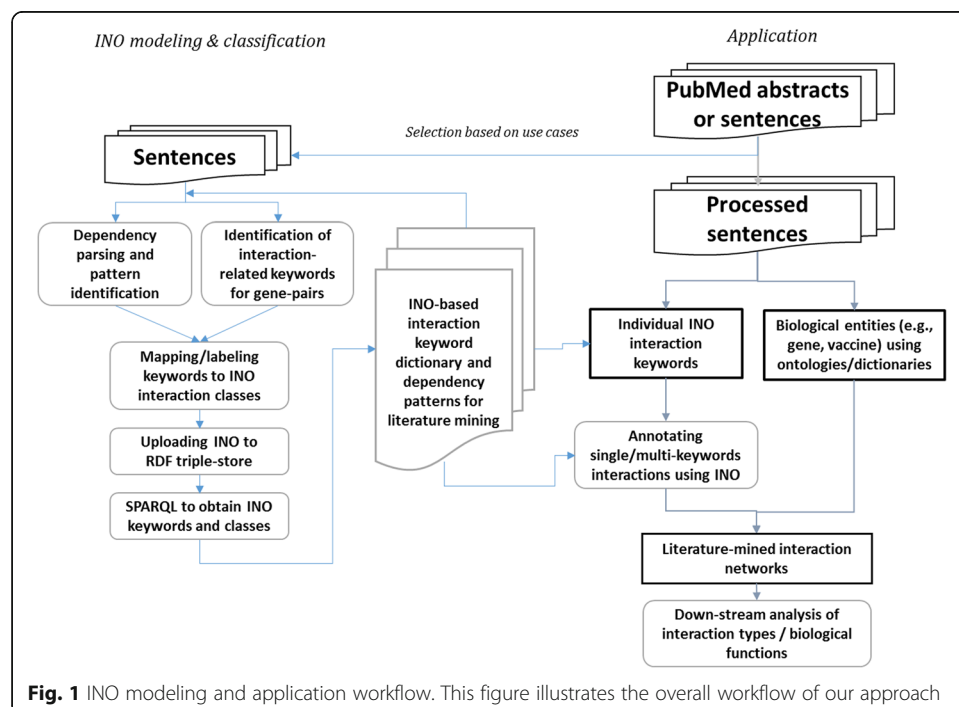 INO modeling & classification
Application
PubMed abstracts
or sentences
Selection based on use cases
Sentences
Processed
sentences
Dependency
parsing and
pattern
identification
Identification of
interaction-
related keywords
for gene-pairs
INO-based
interaction
keyword
dictionary and
dependency
patterns for
literature mining
Individual INO
interaction
keywords
Biological entities (e.g.,
gene, vaccine) using
ontologies/dictionaries
Mapping/labeling
keywords to INO
interaction classes
Uploading INO to
RDF triple-store
SPARQL to obtain INO
keywords and classes
Annotating
single/multi-keywords
interactions using INO
Literature-mined interaction
networks
Down-stream analysis of
interaction types / biological
functions
Fig. 1 INO modeling and application workflow. This figure illustrates the overall workflow of our approach